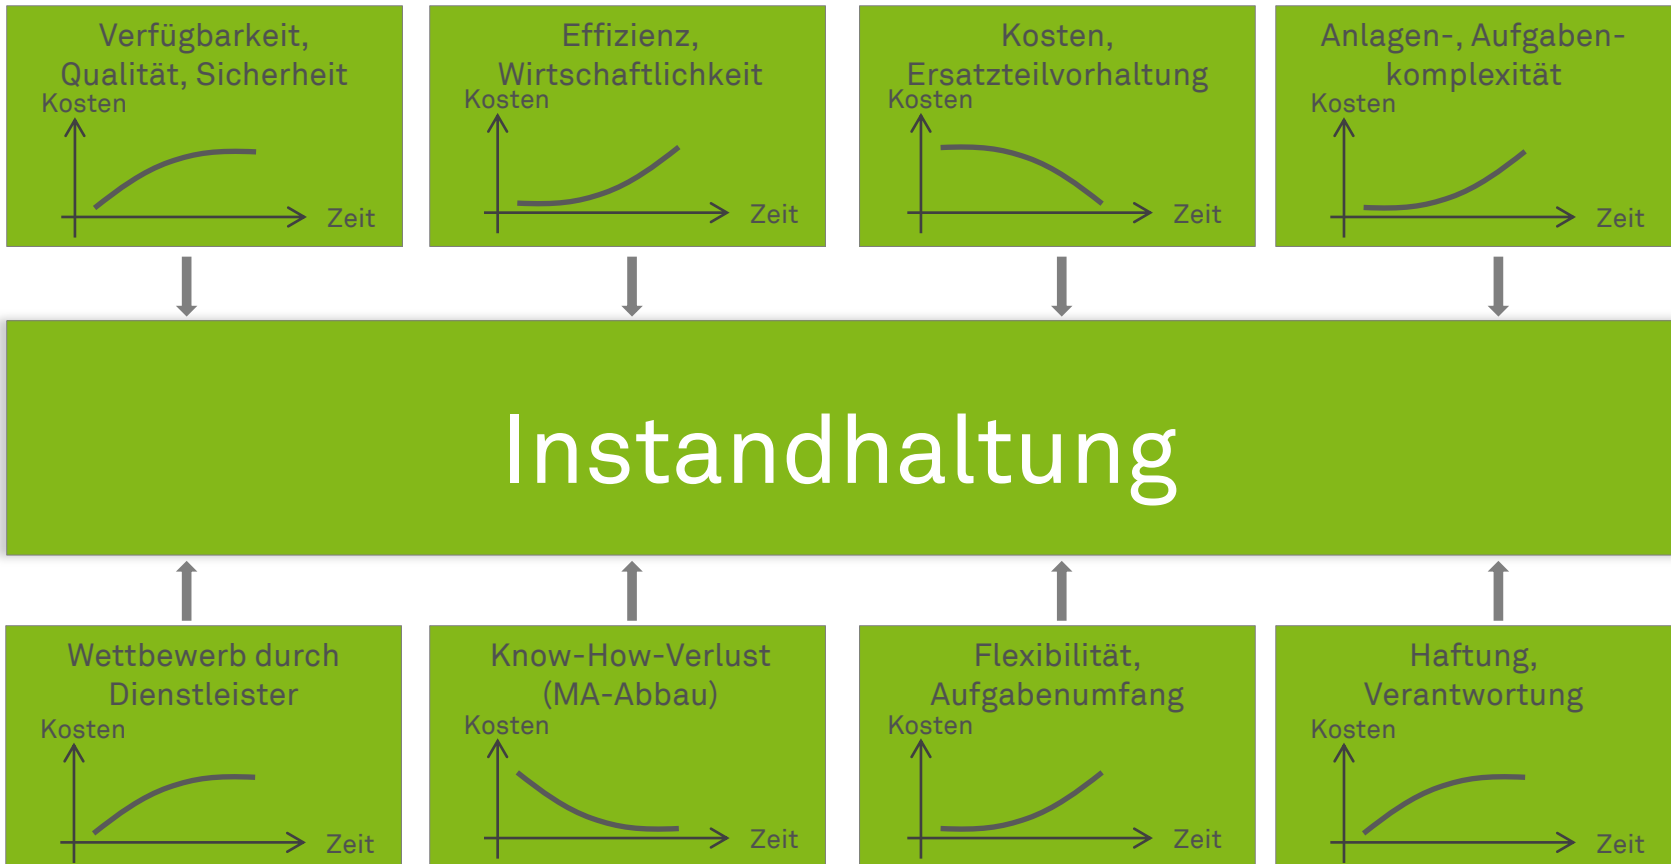 Verfügbarkeit,
Qualität, Sicherheit
Kosten
Zeit
Effizienz,
Wirtschaftlichkeit
Kosten
Zeit
Kosten,
Ersatzteilvorhaltung
Kosten
Zeit
Anlagen-, Aufgaben-
komplexität
Kosten
Zeit
Instandhaltung
Wettbewerb durch
Dienstleister
Kosten
Zeit
Know-How-Verlust
(MA-Abbau)
Kosten
Zeit
Flexibilität,
Aufgabenumfang
Kosten
Zeit
Haftung,
Verantwortung
Kosten
Zeit